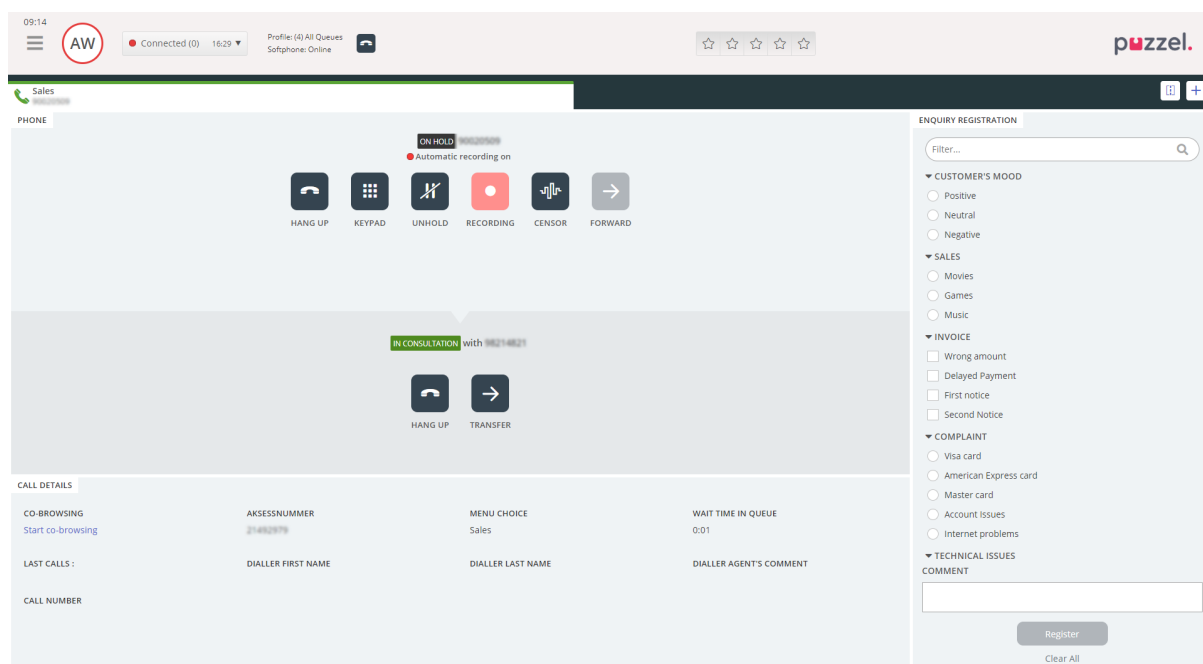 09:14
AW
Connected (0) 16:29
Profile: (4) All Queues
Softphone: Online
puzzel.
Sales
PHONE
ON HOLD
Automatic recording on
HANG UP KEYPAD UNHOLD RECORDING CENSOR FORWARD
IN CONSULTATION with
HANG UP TRANSFER
CALL DETAILS
CO-BROWSING AKSESSNUMMER MENU CHOICE WAIT TIME IN QUEUE
Start co-browsing Sales 0:01
LAST CALLS : DIALLER FIRST NAME DIALLER LAST NAME DIALLER AGENT'S COMMENT
CALL NUMBER
ENQUIRY REGISTRATION
Filter...
CUSTOMER'S MOOD
Positive
Neutral
Negative
SALES
Movies
Games
Music
INVOICE
Wrong amount
Delayed Payment
First notice
Second Notice
COMPLAINT
Visa card
American Express card
Master card
Account Issues
Internet problems
TECHNICAL ISSUES
COMMENT
Register
Clear All